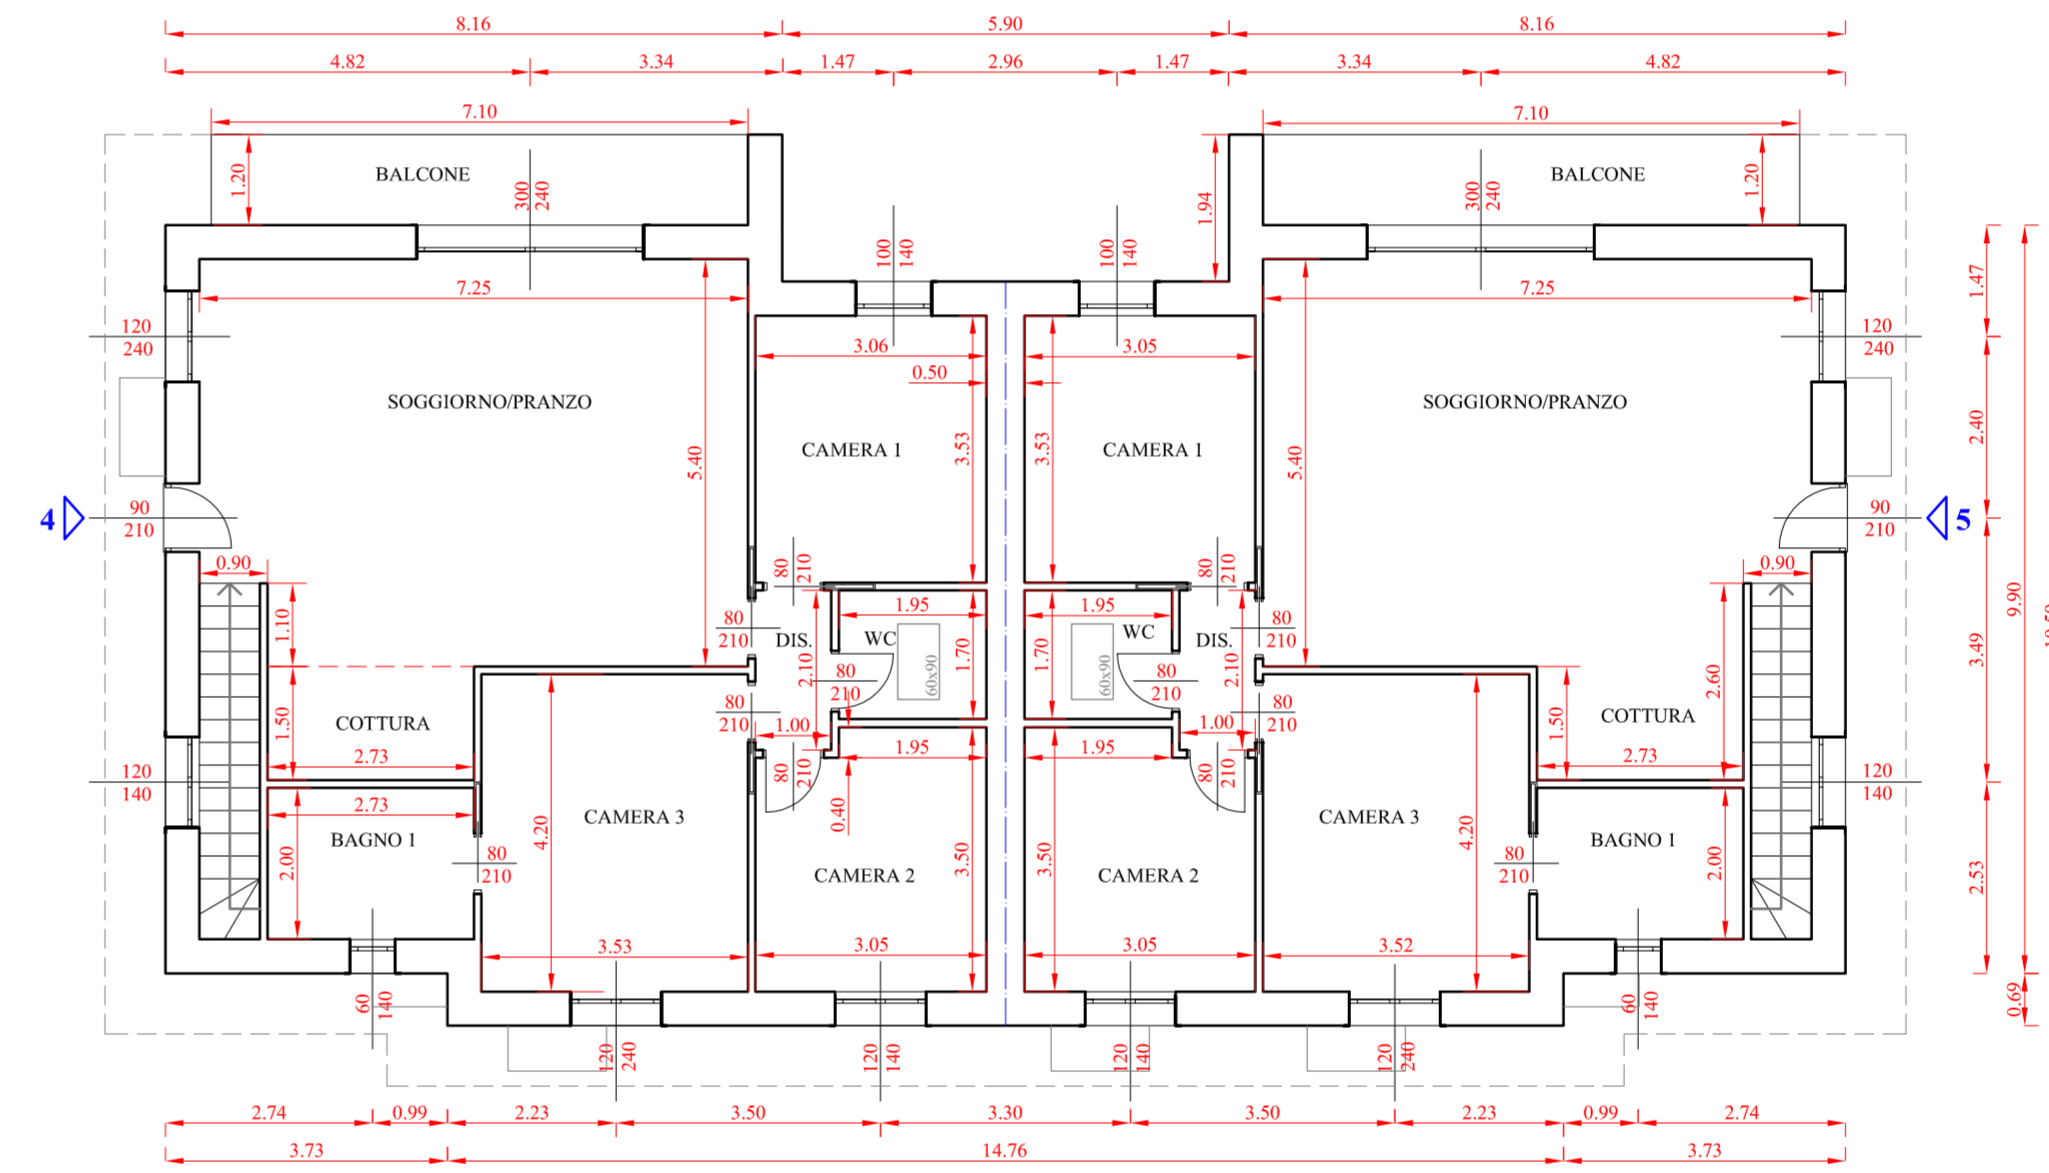 8.16 5.90 8.16
4.82 3.34 1.47 2.96 1.47 3.34 4.82
7.10 7.10
1.20 BALCONE 300 240 1.94 BALCONE 300 240 1.20
100 140 100 140
7.25 7.25
1.47
120 120
240 240
3.06 3.05
0.50
SOGGIORNO/PRANZO SOGGIORNO/PRANZO
2.40
5.40 CAMERA 1 3.53 3.53 CAMERA 1 5.40
90 90
4 5
210 210
0.90 0.90
80 210 80 210
9.90
1.95 1.95
1.10 80 80
210 DIS. WC WC DIS. 210
3.49
2.10 1.70 1.70 2.10
60x90 60x90
80 80
210 210
2.60
80 80
210 210
1.50 COTTURA 1.00 1.00 COTTURA 1.50
2.73 1.95 1.95 2.73
120 80 210 80 210 120
140 140
2.73
0.40
CAMERA 3 CAMERA 3
BAGNO 1 BAGNO 1
2.00 4.20 4.20 2.00
80 80
210 210
2.53
CAMERA 2 3.50 3.50 CAMERA 2
3.53 3.05 3.05 3.52
60 140 60 140
0.69
120 240 120 140 120 140 120 240
2.74 0.99 2.23 3.50 3.30 3.50 2.23 0.99 2.74
3.73 14.76 3.73